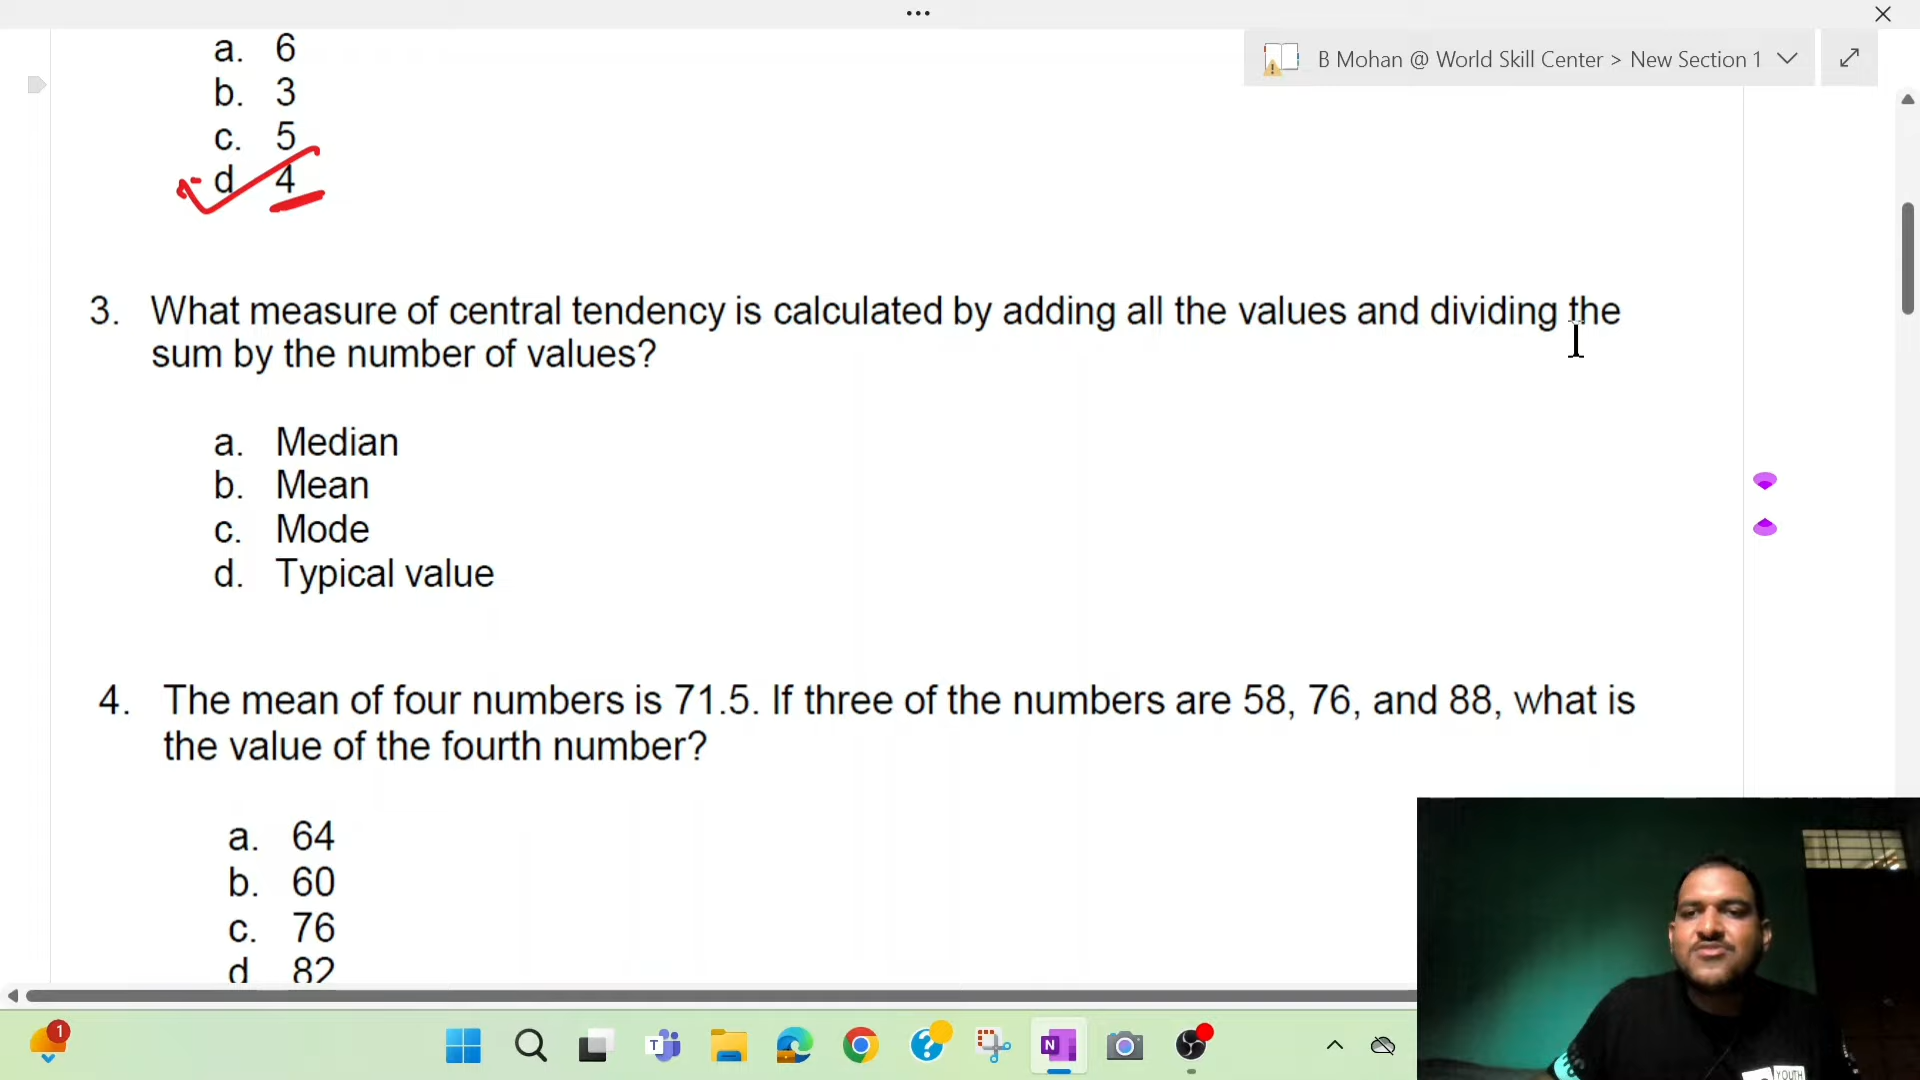 B Mohan @ World Skill Center > New Section 1
a. 6
b. 3
c. 5
d 4
3. What measure of central tendency is calculated by adding all the values and dividing the
sum by the number of values?
a. Median
b. Mean
c. Mode
d. Typical value
4. The mean of four numbers is 71.5. If three of the numbers are 58, 76, and 88, what is
the value of the fourth number?
a. 64
b. 60
c. 76
d 82
1
T
?
N
YOUTH